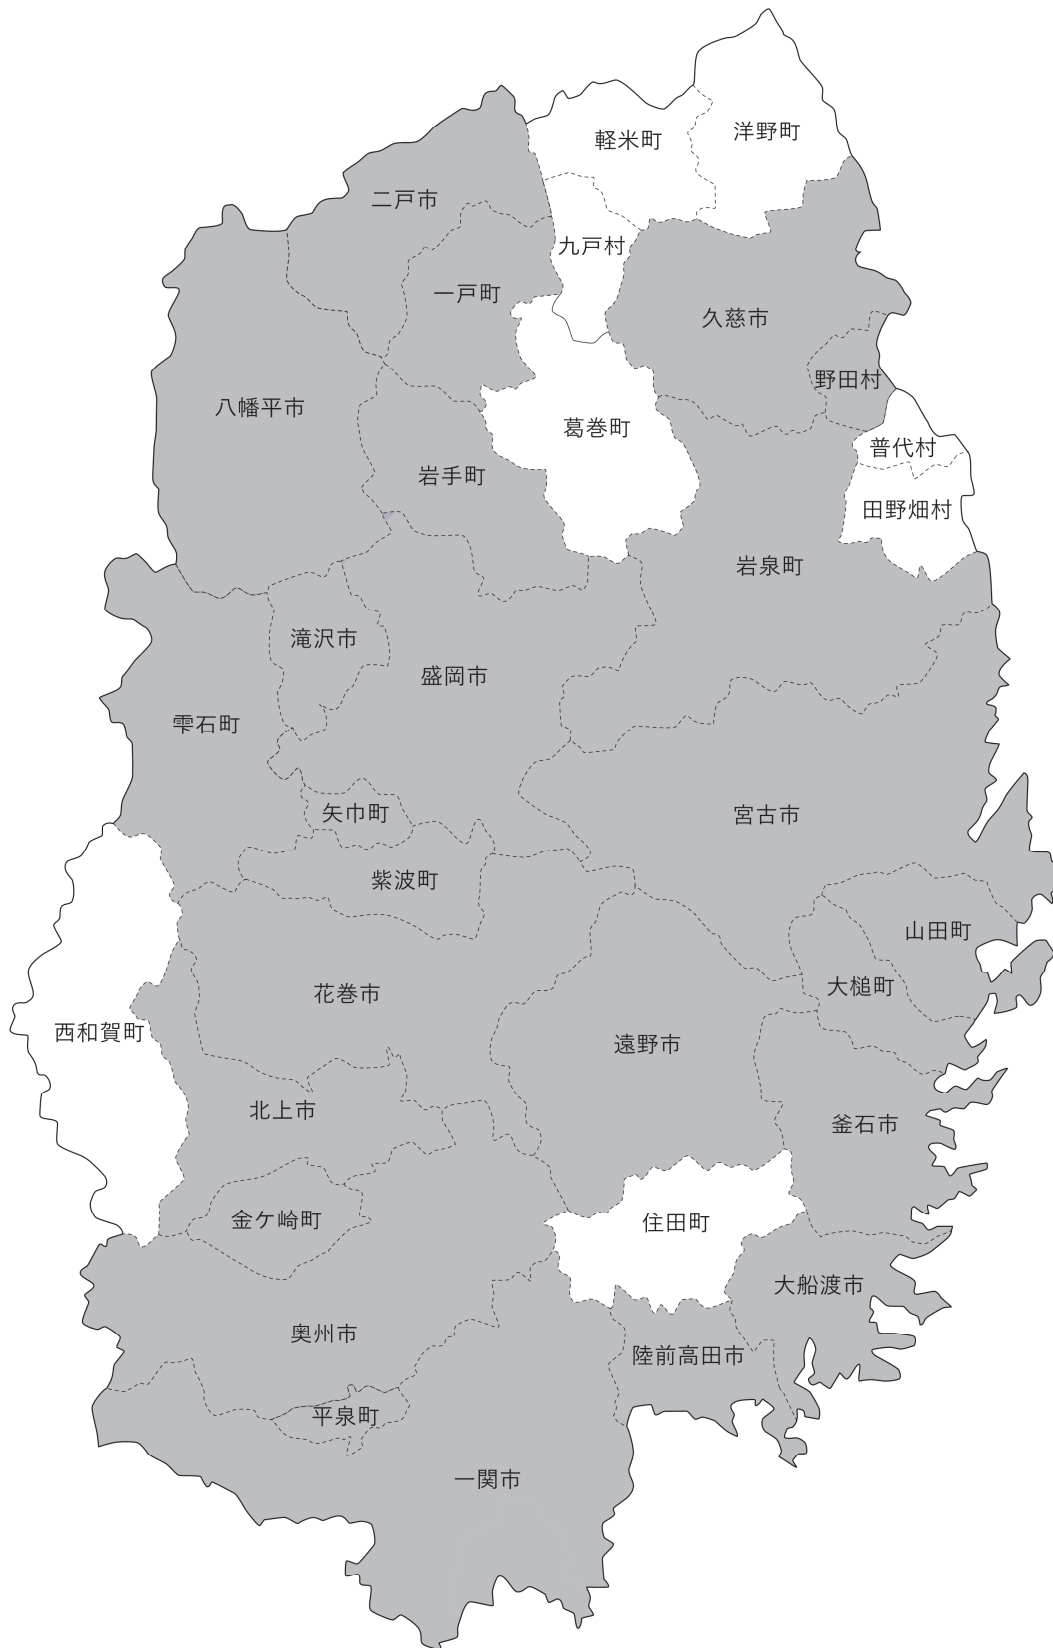 洋野町
軽米町
二戸市
九戸村
一戸町
久慈市
野田村
八幡平市
葛巻町
普代村
岩手町
田野畑村
岩泉町
滝沢市
盛岡市
雫石町
矢巾町
宮古市
紫波町
山田町
大槌町
花巻市
西和賀町
遠野市
北上市
釜石市
金ケ崎町
住田町
大船渡市
奥州市
陸前高田市
平泉町
一関市